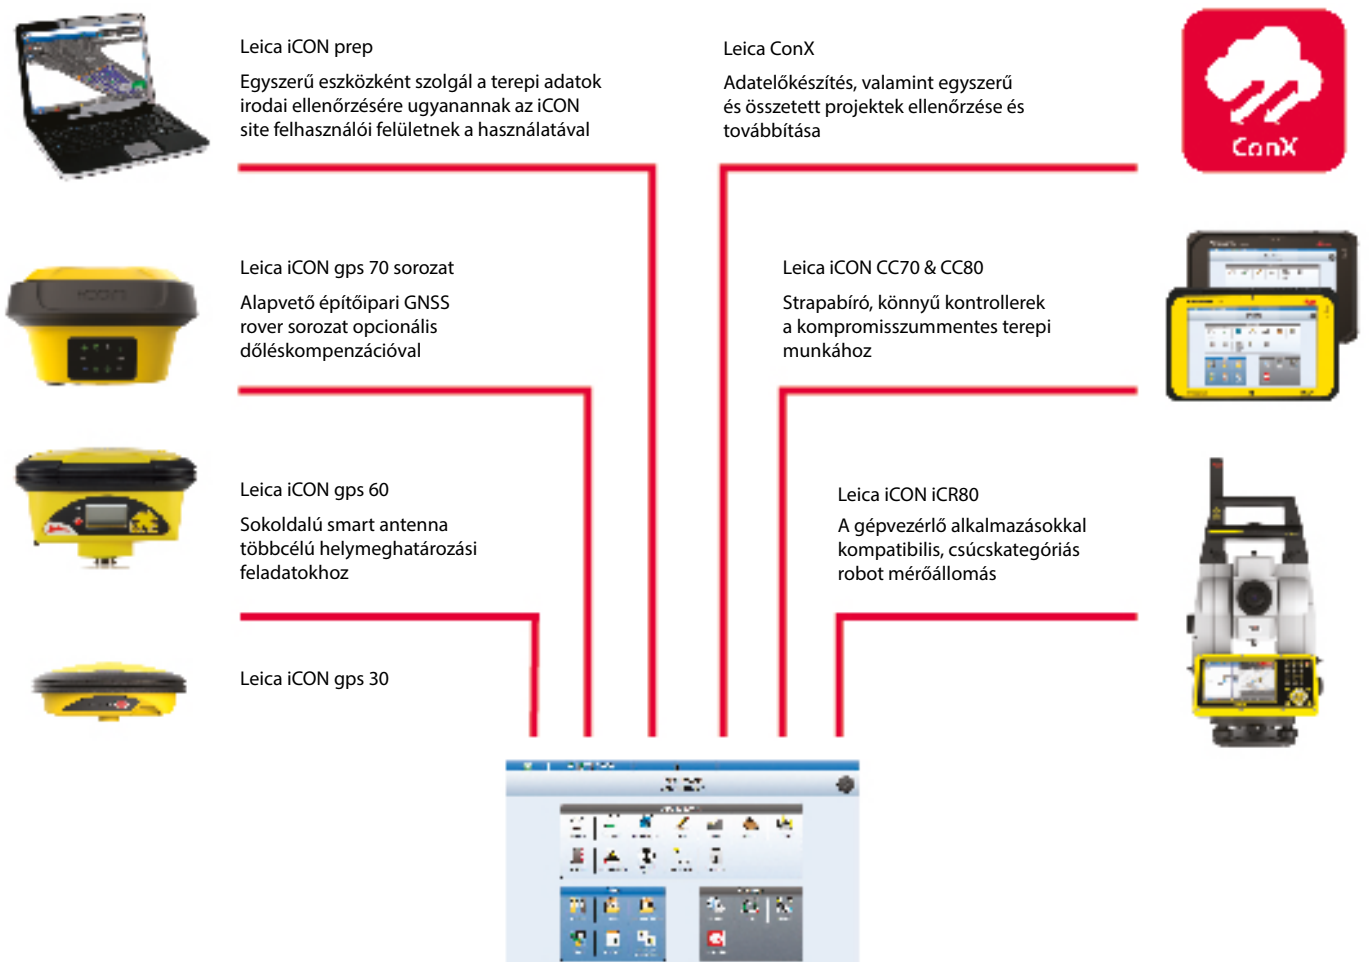 Leica iCON prep
Egyszerű eszközként szolgál a terepi adatok
irodai ellenőrzésére ugyanannak az iCON
site felhasználói felületnek a használatával
Leica ConX
Adatelőkészítés, valamint egyszerű
és összetett projektek ellenőrzése és
továbbítása
ConX
Leica iCON gps 70 sorozat
Alapvető építőipari GNSS
rover sorozat opcionális
dőléskompenzációval
Leica iCON CC70 & CC80
Strapabíró, könnyű kontrollerek
a kompromisszummentes terepi
munkához
Leica iCON gps 60
Sokoldalú smart antenna
többcélú helymeghatározási
feladatokhoz
Leica iCON iCR80
A gépvezérlő alkalmazásokkal
kompatibilis, csúcskategóriás
robot mérőállomás
Leica iCON gps 30